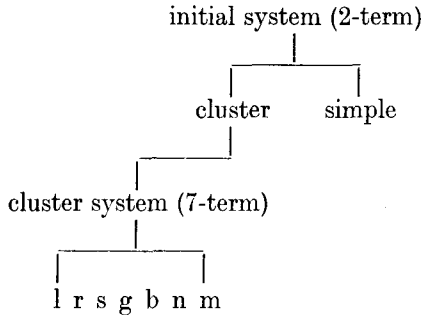 initial system (2-term)
cluster simple
cluster system (7-term)
l r s g b n m